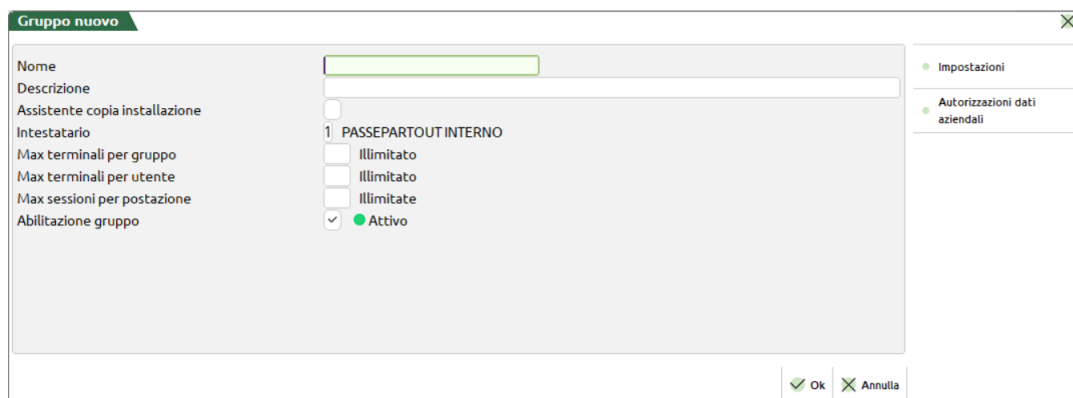 Gruppo nuovo
Nome
Descrizione
Assistente copia installazione
Intestatario 1 PASSEPARTOUT INTERNO
Max terminali per gruppo Illimitato
Max terminali per utente Illimitato
Max sessioni per postazione Illimitate
Abilitazione gruppo Attivo
Impostazioni
Autorizzazioni dati
aziendali
Ok Annulla